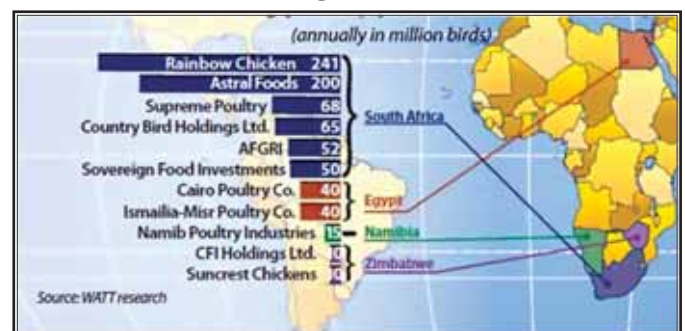 (annually in million birds)
Rainbow Chicken 241
Astral Foods 200
Supreme Poultry 68
Country Bird Holdings Ltd. 65
AFGRI 52
Sovereign Food Investments 50
South Africa
Cairo Poultry Co. 40
Ismailia-Misr Poultry Co. 40
Egypt
Namib Poultry Industries 15
Namibia
CFI Holdings Ltd.
Suncrest Chickens
Zimbabwe
Source: WATT research